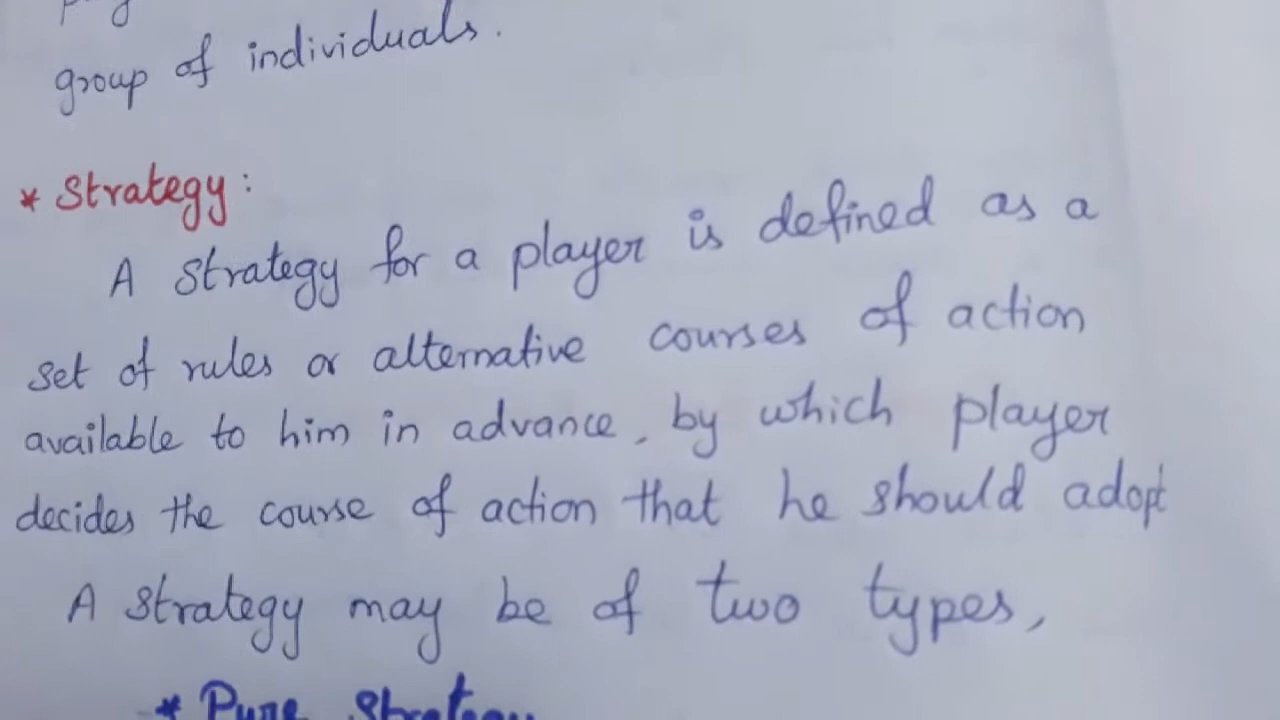 group of individuals.
* Strategy:
A strategy for a player is defined as a
set of rules or alternative courses of action
available to him in advance, by which player
decides the course of action that he should adopt
A strategy may be of two types,
* Pure Strategy